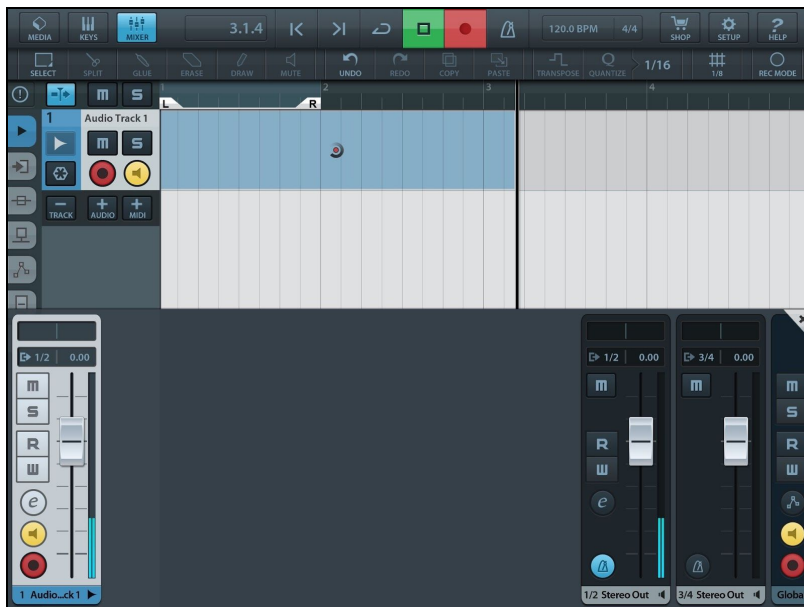 MEDIA KEYS MIXER 3.1.4 120.0 BPM 4/4 SHOP SETUP ? HELP
SELECT SPLIT GLUE ERASE DRAW MUTE UNDO REDO COPY PASTE TRANSPOSE Q QUANTIZE 1/16 1/8 REC MODE
m S 1 2 3 4
L R
1 Audio Track 1
m S
TRACK AUDIO MIDI
1/2 0.00 1/2 0.00 3/4 0.00
m m m m
S S
R R R
W W W
e e
1 Audio...ck 1 1/2 Stereo Out 3/4 Stereo Out Globa